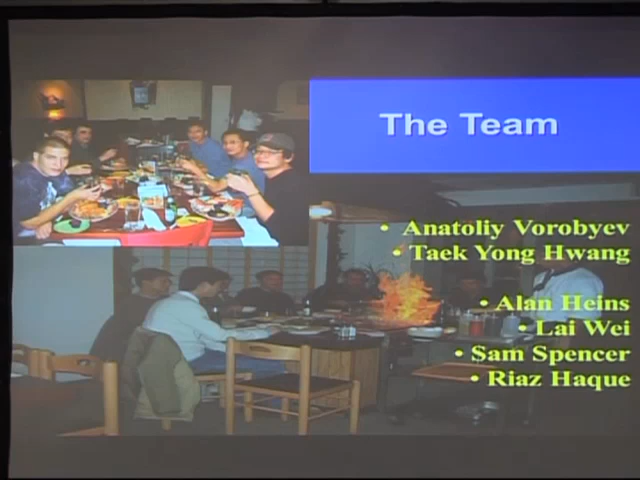 The Team
• Anatoliy Vorobyev
• Taek Yong Hwang
• Alan Heins
• Lai Wei
• Sam Spencer
• Riaz Haque